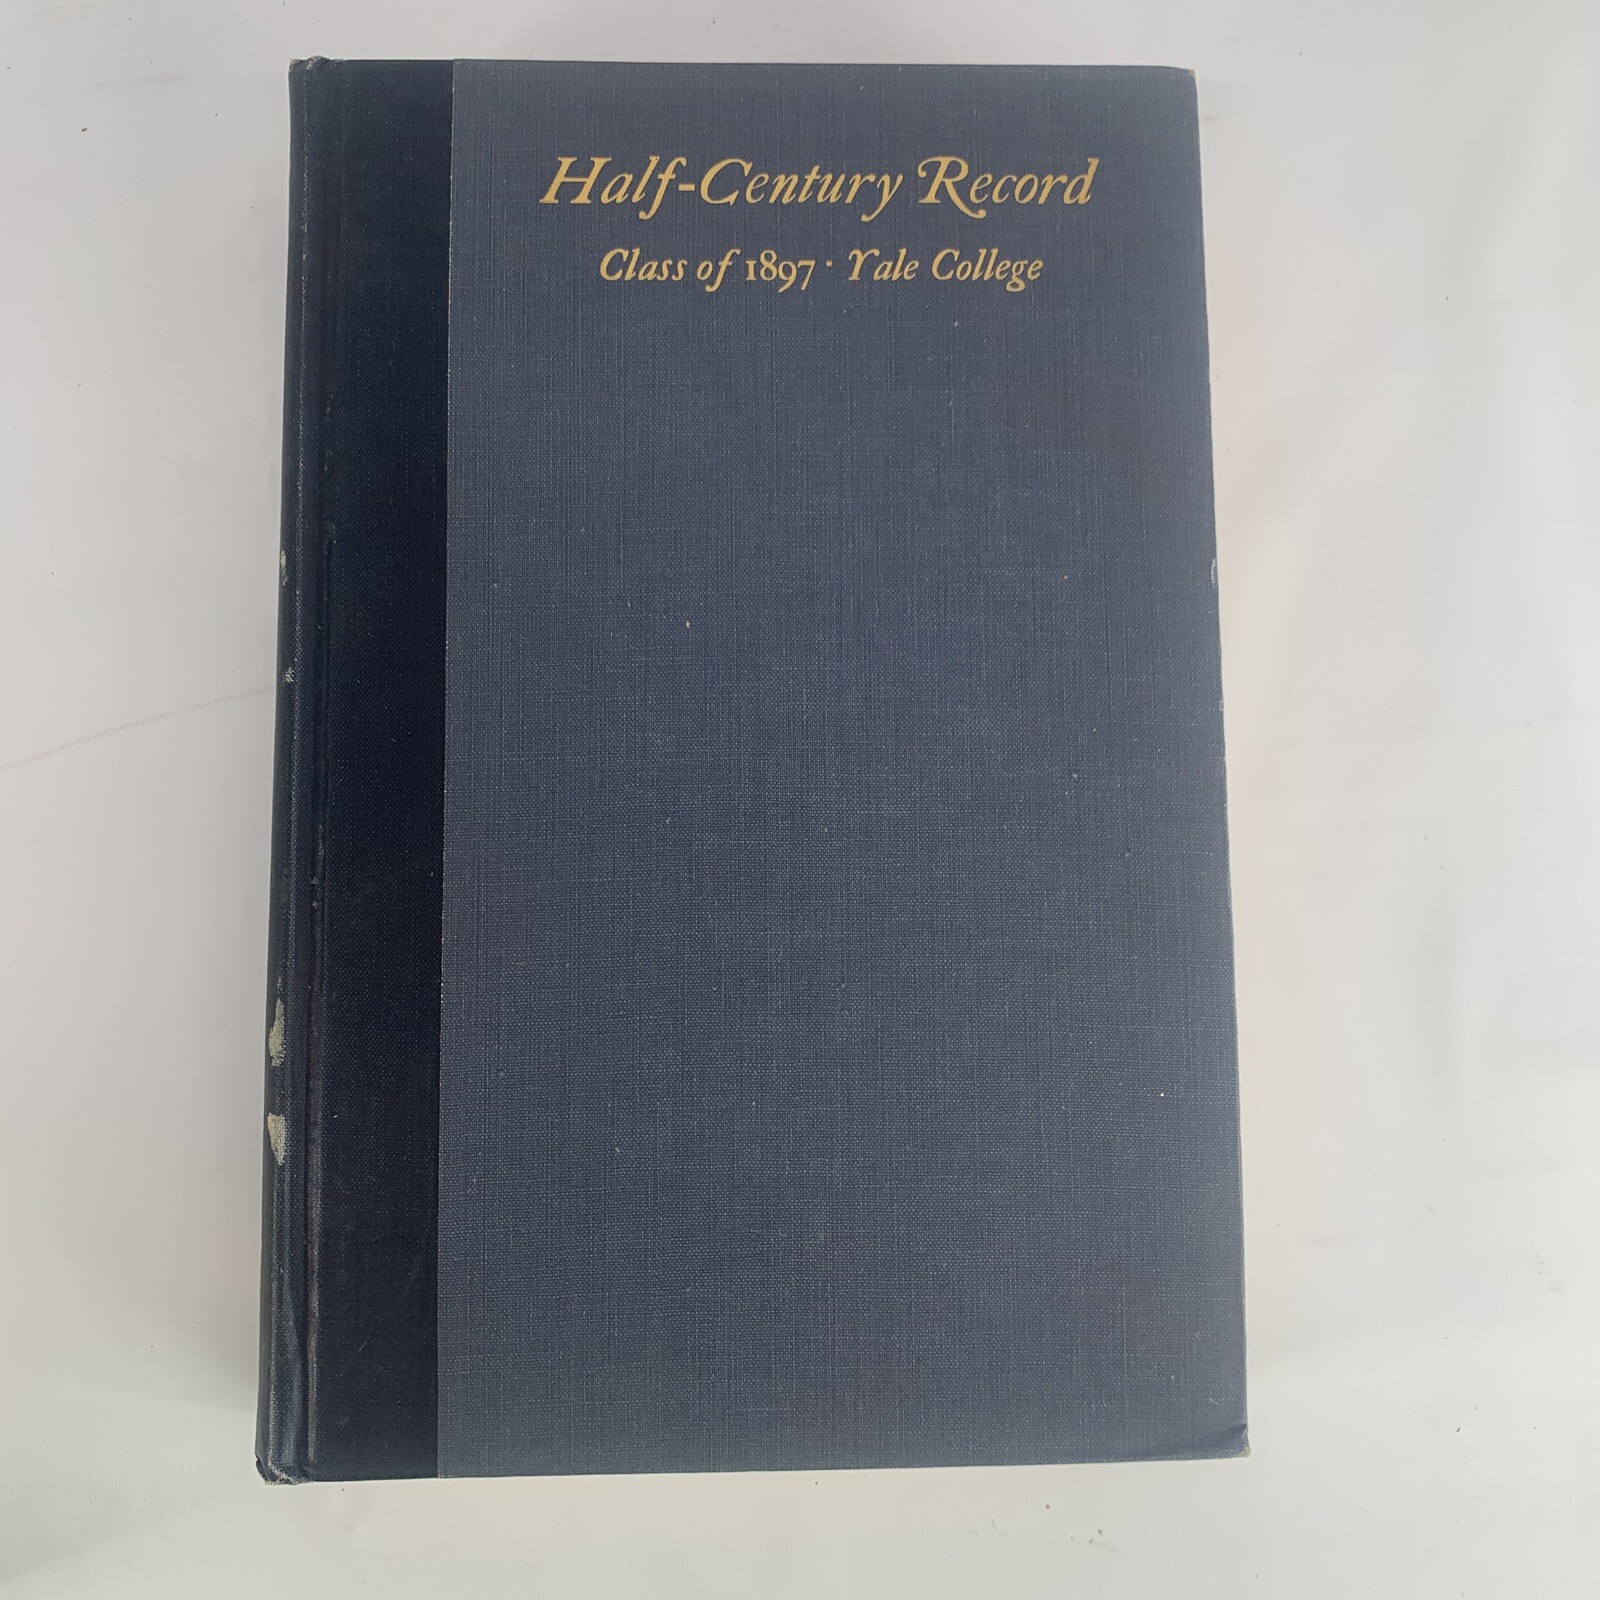 Half-Century Record
Class of 1897 · Yale College